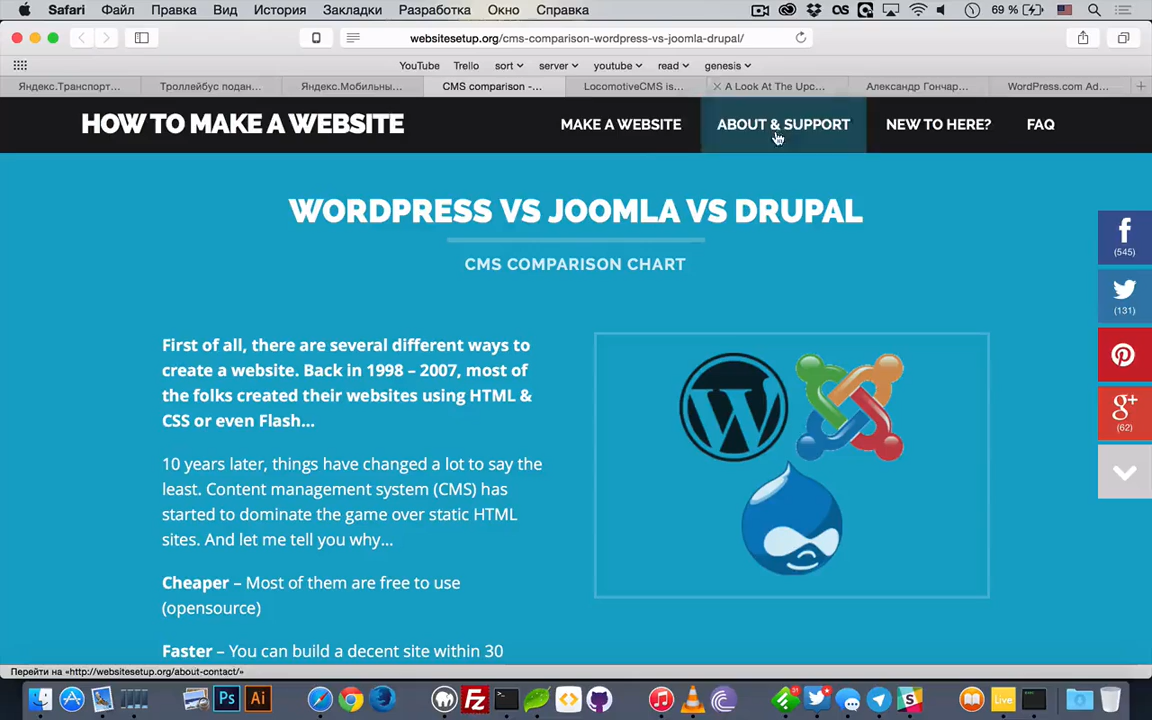 Safari Файл Правка Вид История Закладки Разработка Окно Справка
69 %
websitesetup.org/cms-comparison-wordpress-vs-joomla-drupal/
YouTube Trello sort server youtube read genesis
Яндекс.Транспорт... Троллейбус подан... Яндекс.Мобильны... CMS comparison -... LocomotiveCMS is... A Look At The Upc... Александр Гончар... WordPress.com Ad...
HOW TO MAKE A WEBSITE
MAKE A WEBSITE ABOUT & SUPPORT NEW TO HERE? FAQ
WORDPRESS VS JOOMLA VS DRUPAL
CMS COMPARISON CHART
(545)
(131)
(62)
First of all, there are several different ways to
create a website. Back in 1998 – 2007, most of
the folks created their websites using HTML &
CSS or even Flash...
10 years later, things have changed a lot to say the
least. Content management system (CMS) has
started to dominate the game over static HTML
sites. And let me tell you why...
Cheaper – Most of them are free to use
(opensource)
Faster – You can build a decent site within 30
Перейти на «http://websitesetup.org/about-contact/»
Ps Ai Fz Live